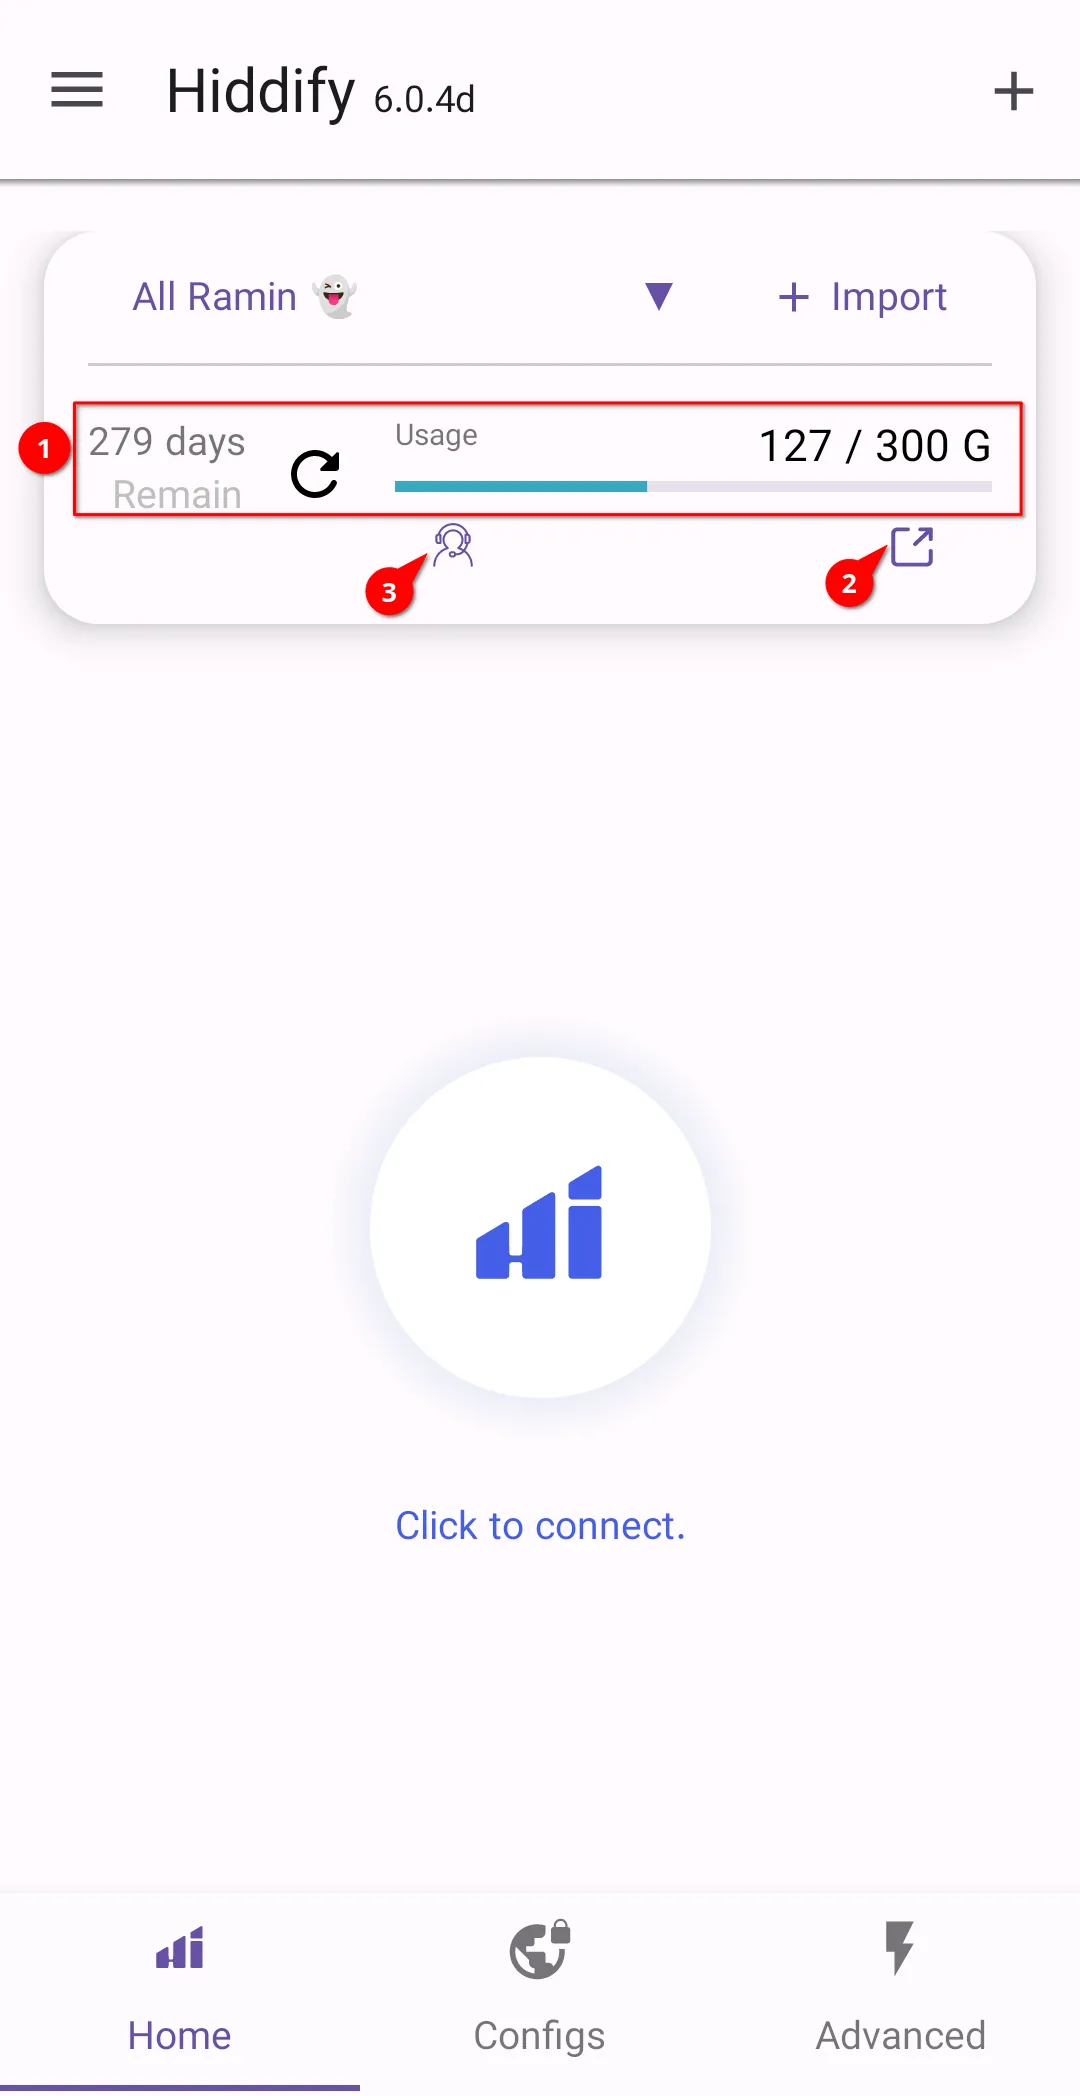 Hiddify 6.0.4d
All Ramin 👻
▼
+ Import
1
279 days
Remain
Usage
127 / 300 G
3
2
Click to connect.
Home
Configs
Advanced